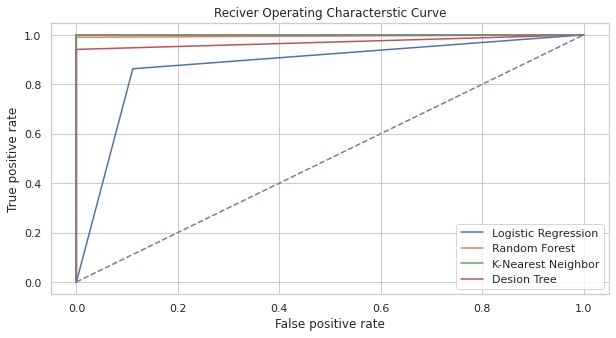 Reciver Operating Characterstic Curve
True positive rate
1.0
0.8
0.6
0.4
0.2
0.0
0.0 0.2 0.4 0.6 0.8 1.0
False positive rate
Logistic Regression
Random Forest
K-Nearest Neighbor
Desion Tree